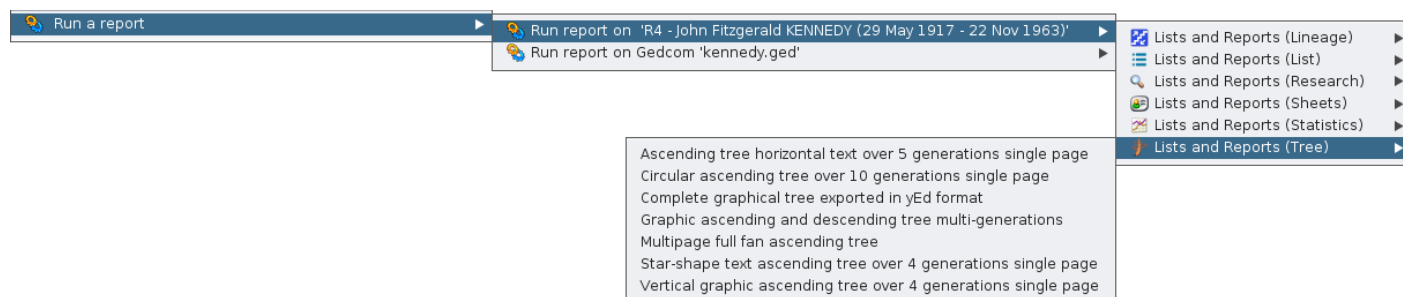 Run a report
Run report on 'R4 - John Fitzgerald KENNEDY (29 May 1917 - 22 Nov 1963)'
Run report on Gedcom 'kennedy.ged'
Lists and Reports (Lineage)
Lists and Reports (List)
Lists and Reports (Research)
Lists and Reports (Sheets)
Lists and Reports (Statistics)
Lists and Reports (Tree)
Ascending tree horizontal text over 5 generations single page
Circular ascending tree over 10 generations single page
Complete graphical tree exported in yEd format
Graphic ascending and descending tree multi-generations
Multipage full fan ascending tree
Star-shape text ascending tree over 4 generations single page
Vertical graphic ascending tree over 4 generations single page